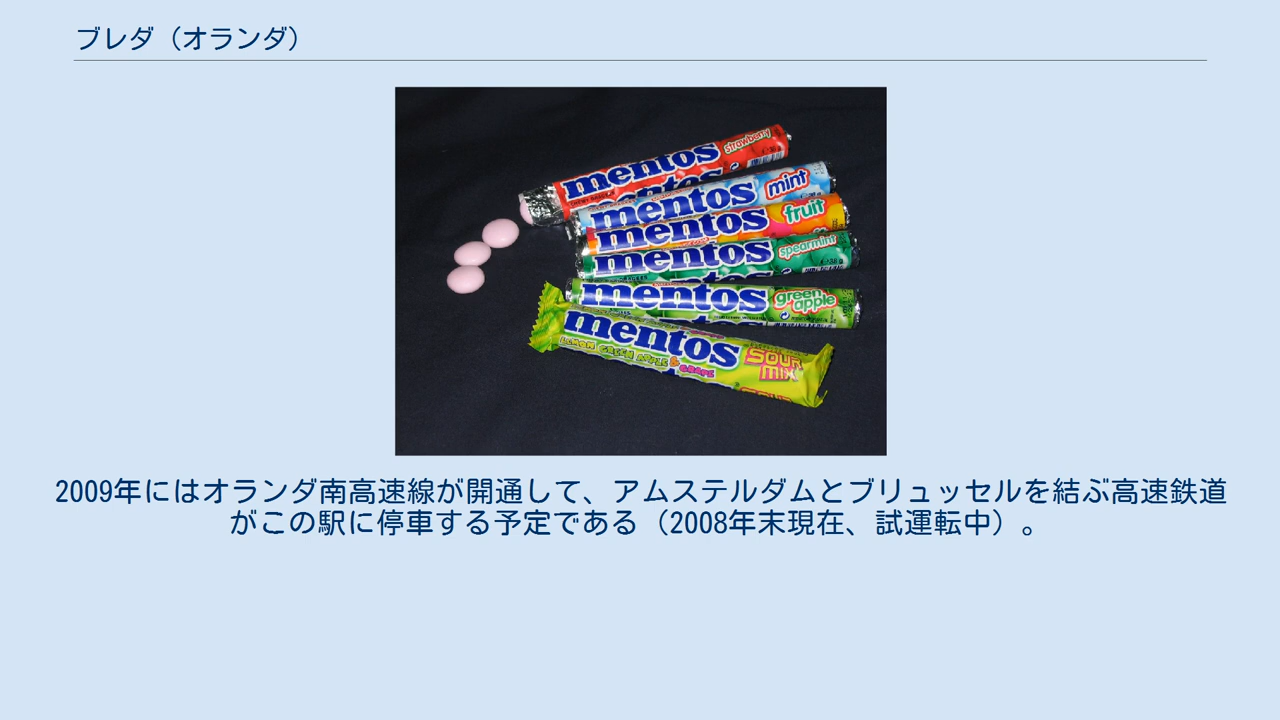 ブレダ（オランダ）
mentos
strawberry
mentos
mint
mentos
fruit
mentos
spearmint
mentos
green
apple
mentos
LEMON GREEN APPLE & GRAPE
SOUR
MIX
2009年にはオランダ南高速線が開通して、アムステルダムとブリュッセルを結ぶ高速鉄道
がこの駅に停車する予定である（2008年末現在、試運転中）。